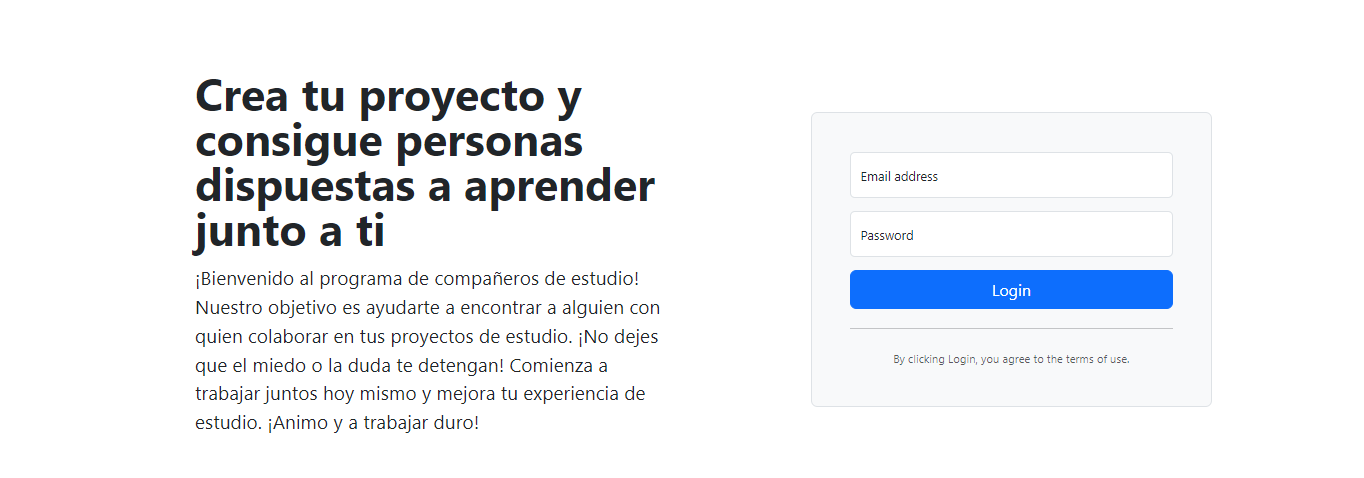 Crea tu proyecto y
consigue personas
dispuestas a aprender
junto a ti
¡Bienvenido al programa de compañeros de estudio!
Nuestro objetivo es ayudarte a encontrar a alguien con
quien colaborar en tus proyectos de estudio. ¡No dejes
que el miedo o la duda te detengan! Comienza a
trabajar juntos hoy mismo y mejora tu experiencia de
estudio. ¡Animo y a trabajar duro!
Email address
Password
Login
By clicking Login, you agree to the terms of use.